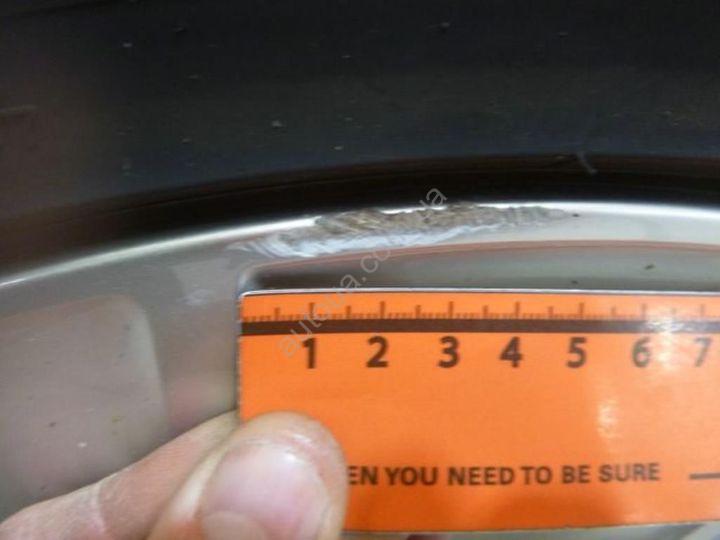 1 2 3 4 5 6 7
EN YOU NEED TO BE SURE